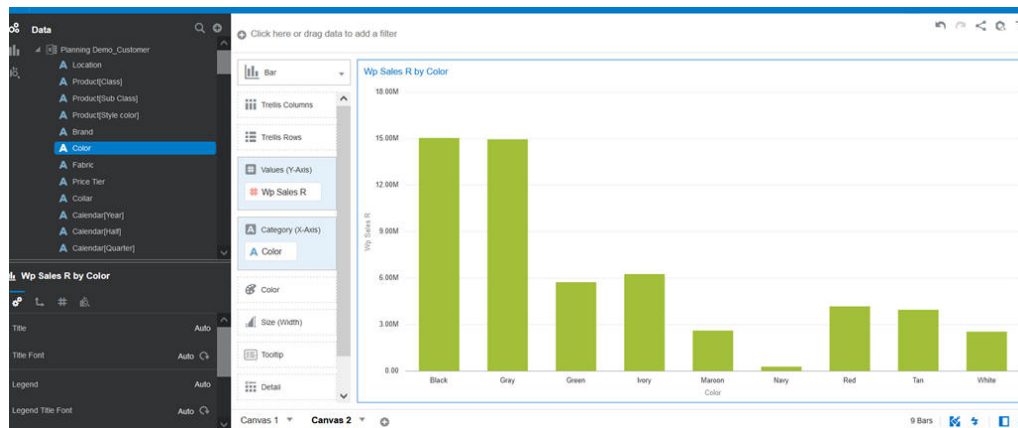 Data
Planning Demo_Customer
Location
Product[Class]
Product[Sub Class]
Product[Style color]
Brand
Color
Fabric
Price Tier
Collar
Calendar[Year]
Calendar[Half]
Calendar[Quarter]
Wp Sales R by Color
Title Auto
Title Font Auto
Legend Auto
Legend Title Font Auto
Click here or drag data to add a filter
Bar
Trellis Columns
Trellis Rows
Values (Y-Axis)
Wp Sales R
Category (X-Axis)
Color
Color
Size (Width)
Tooltip
Detail
Wp Sales R by Color
18.00M
15.00M
12.00M
9.00M
6.00M
3.00M
0.00
Wp Sales R
Black Gray Green Ivory Maroon Navy Red Tan White
Color
Canvas 1 Canvas 2 9 Bars